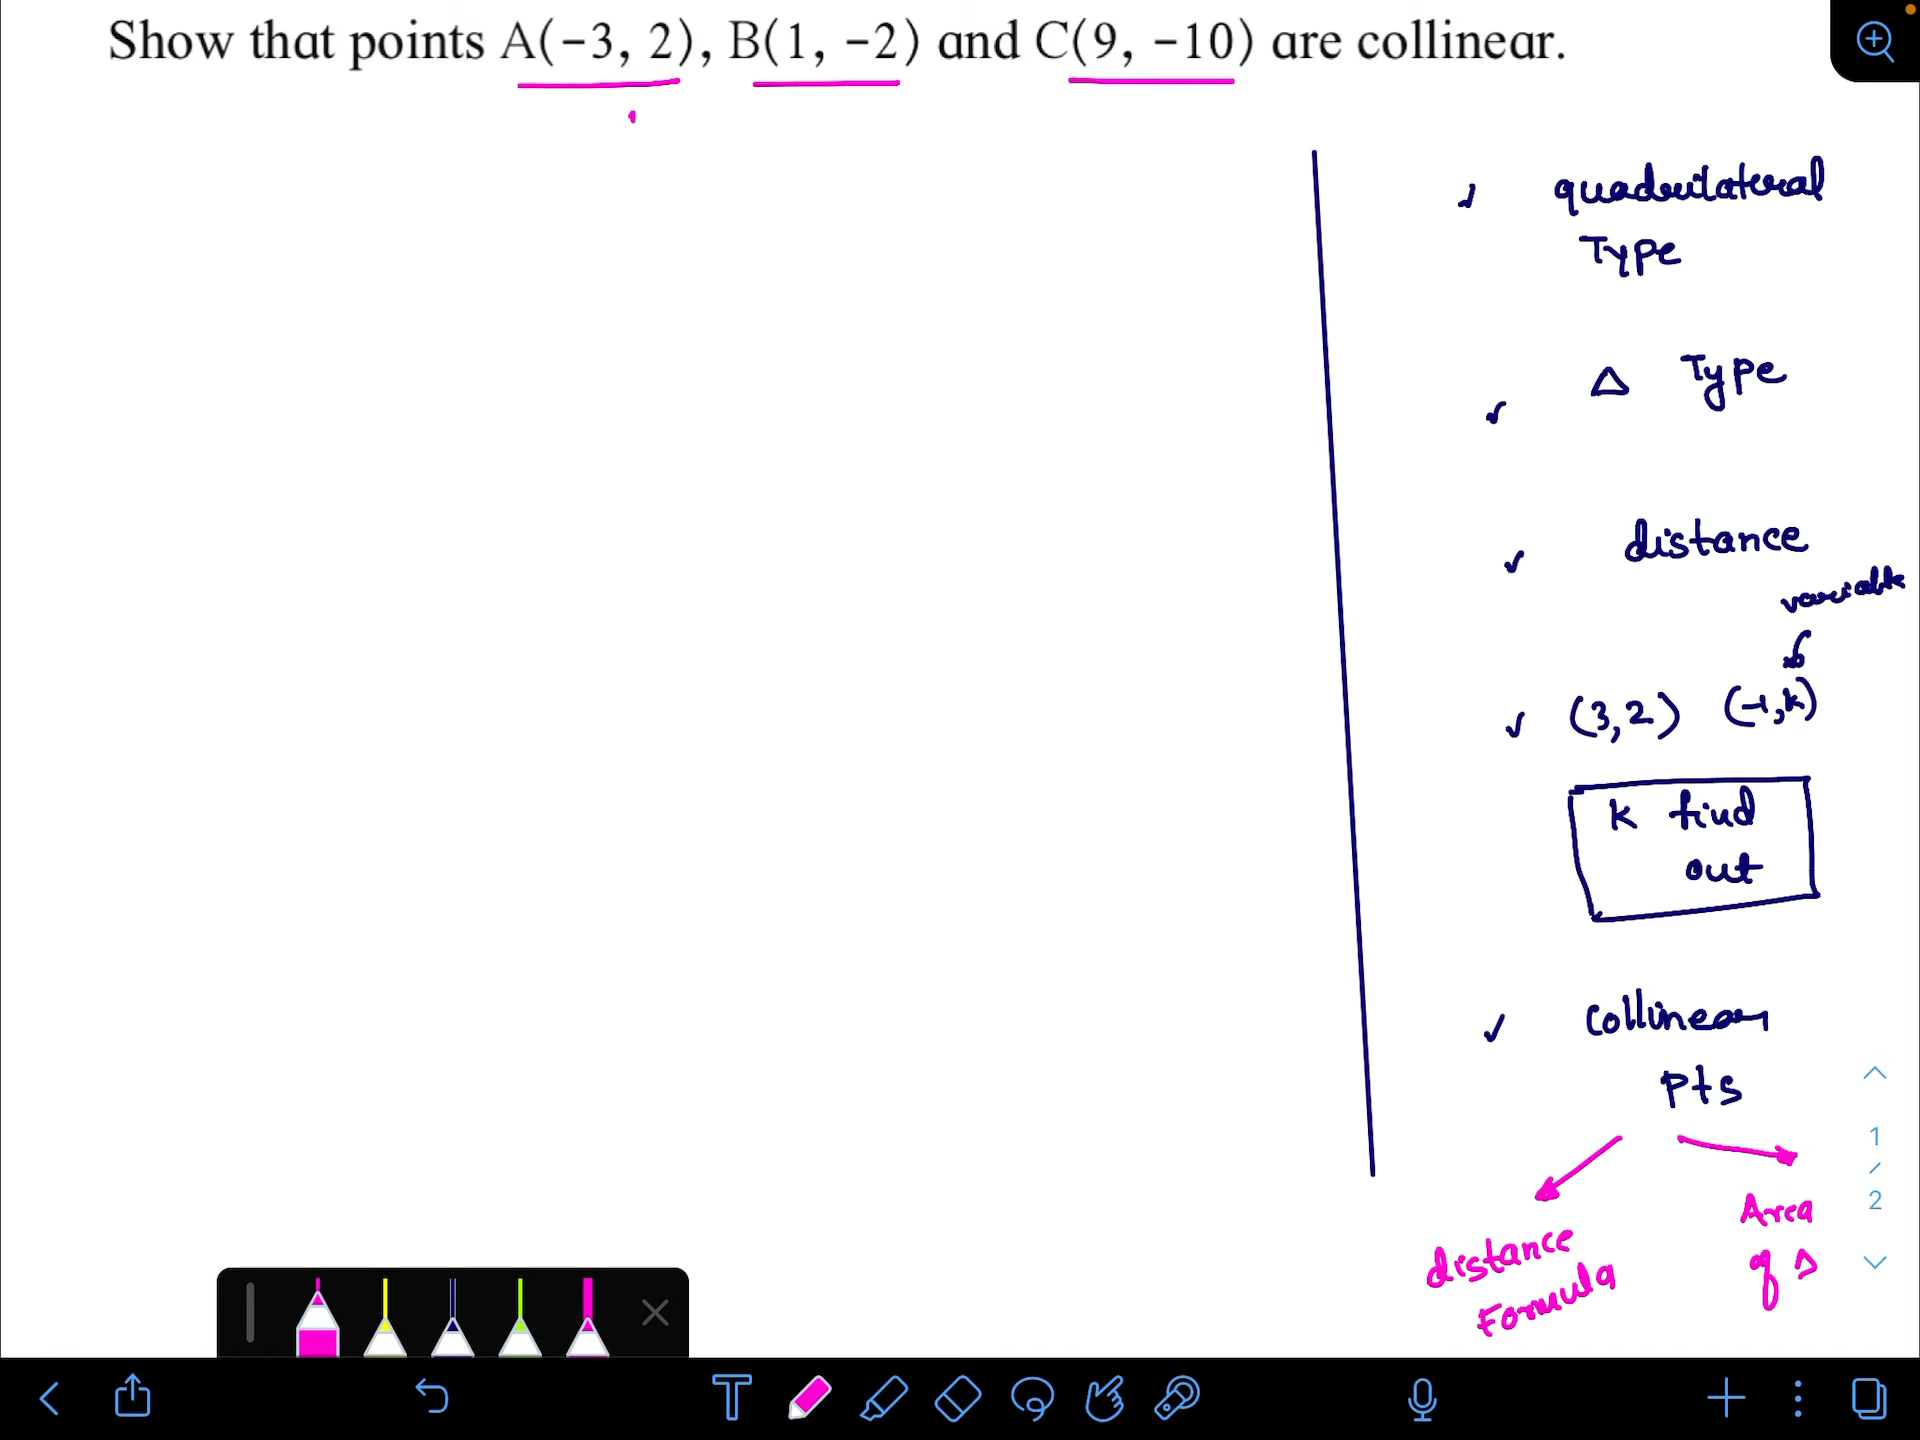 Show that points A(−3, 2), B(1, −2) and C(9, −10) are collinear.
✓ quadrilateral
Type
✓ △ Type
✓ distance
variable
✓ (3,2) (-1,k)
k find
out
✓ Collinear
pts
distance
Formula
Area
of △
1
/
2
T